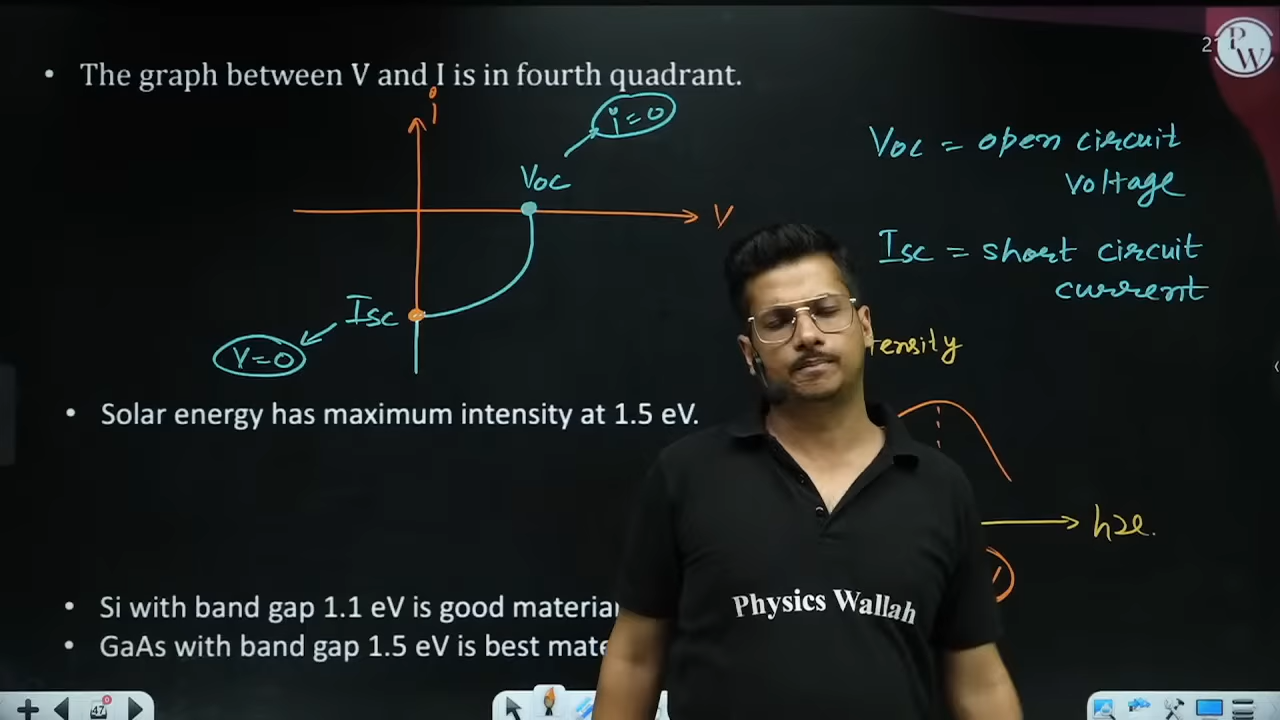 • The graph between V and I is in fourth quadrant.
i
i = 0
Voc
V
Isc
V = 0
Voc = open circuit
voltage
Isc = short circuit
current
• Solar energy has maximum intensity at 1.5 eV.
• Si with band gap 1.1 eV is good
• GaAs with band gap 1.5 eV is best
Physics Wallah
PW
47